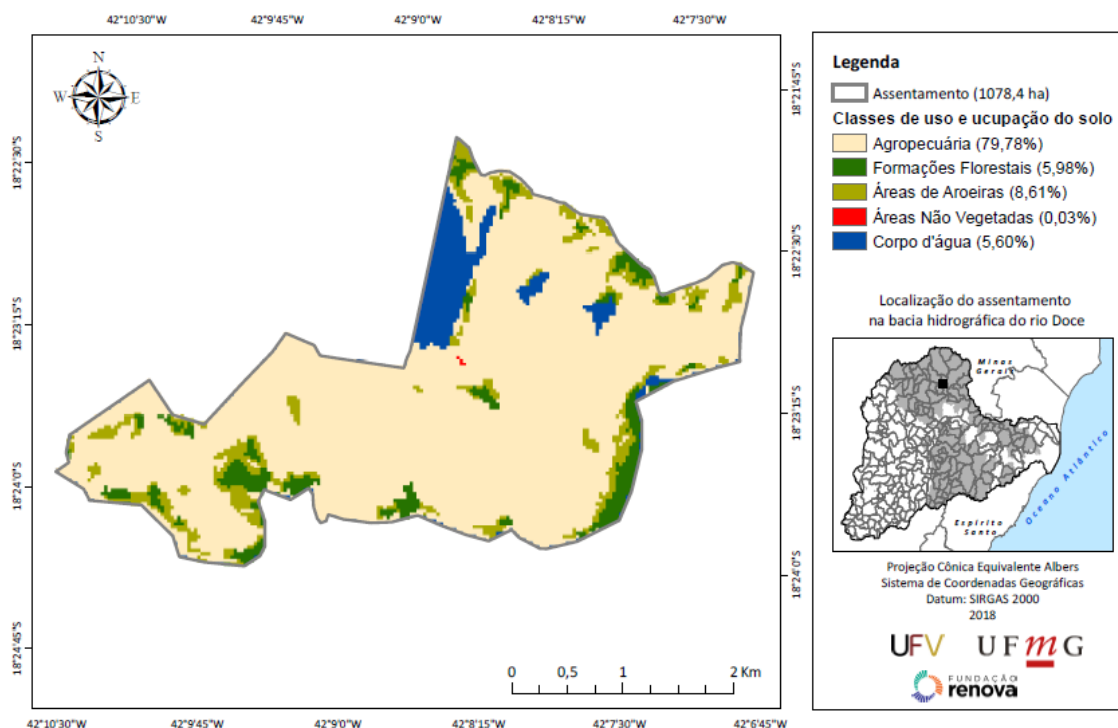 42°10'30"W 42°9'45"W 42°9'0"W 42°8'15"W 42°7'30"W
N
W E
S
18°22'30"S
18°23'15"S
18°24'0"S
18°24'45"S
18°21'45"S
18°22'30"S
18°23'15"S
18°24'0"S
0 0,5 1 2 Km
42°10'30"W 42°9'45"W 42°9'0"W 42°8'15"W 42°7'30"W 42°6'45"W
Legenda
Assentamento (1078,4 ha)
Classes de uso e ucupação do solo
Agropecuária (79,78%)
Formações Florestais (5,98%)
Áreas de Aroeiras (8,61%)
Áreas Não Vegetadas (0,03%)
Corpo d'água (5,60%)
Localização do assentamento
na bacia hidrográfica do rio Doce
Minas
Gerais
Oceano Atlântico
Espírito
Santo
Projeção Cônica Equivalente Albers
Sistema de Coordenadas Geográficas
Datum: SIRGAS 2000
2018
UFV UFmG
FUNDAÇÃO
renova